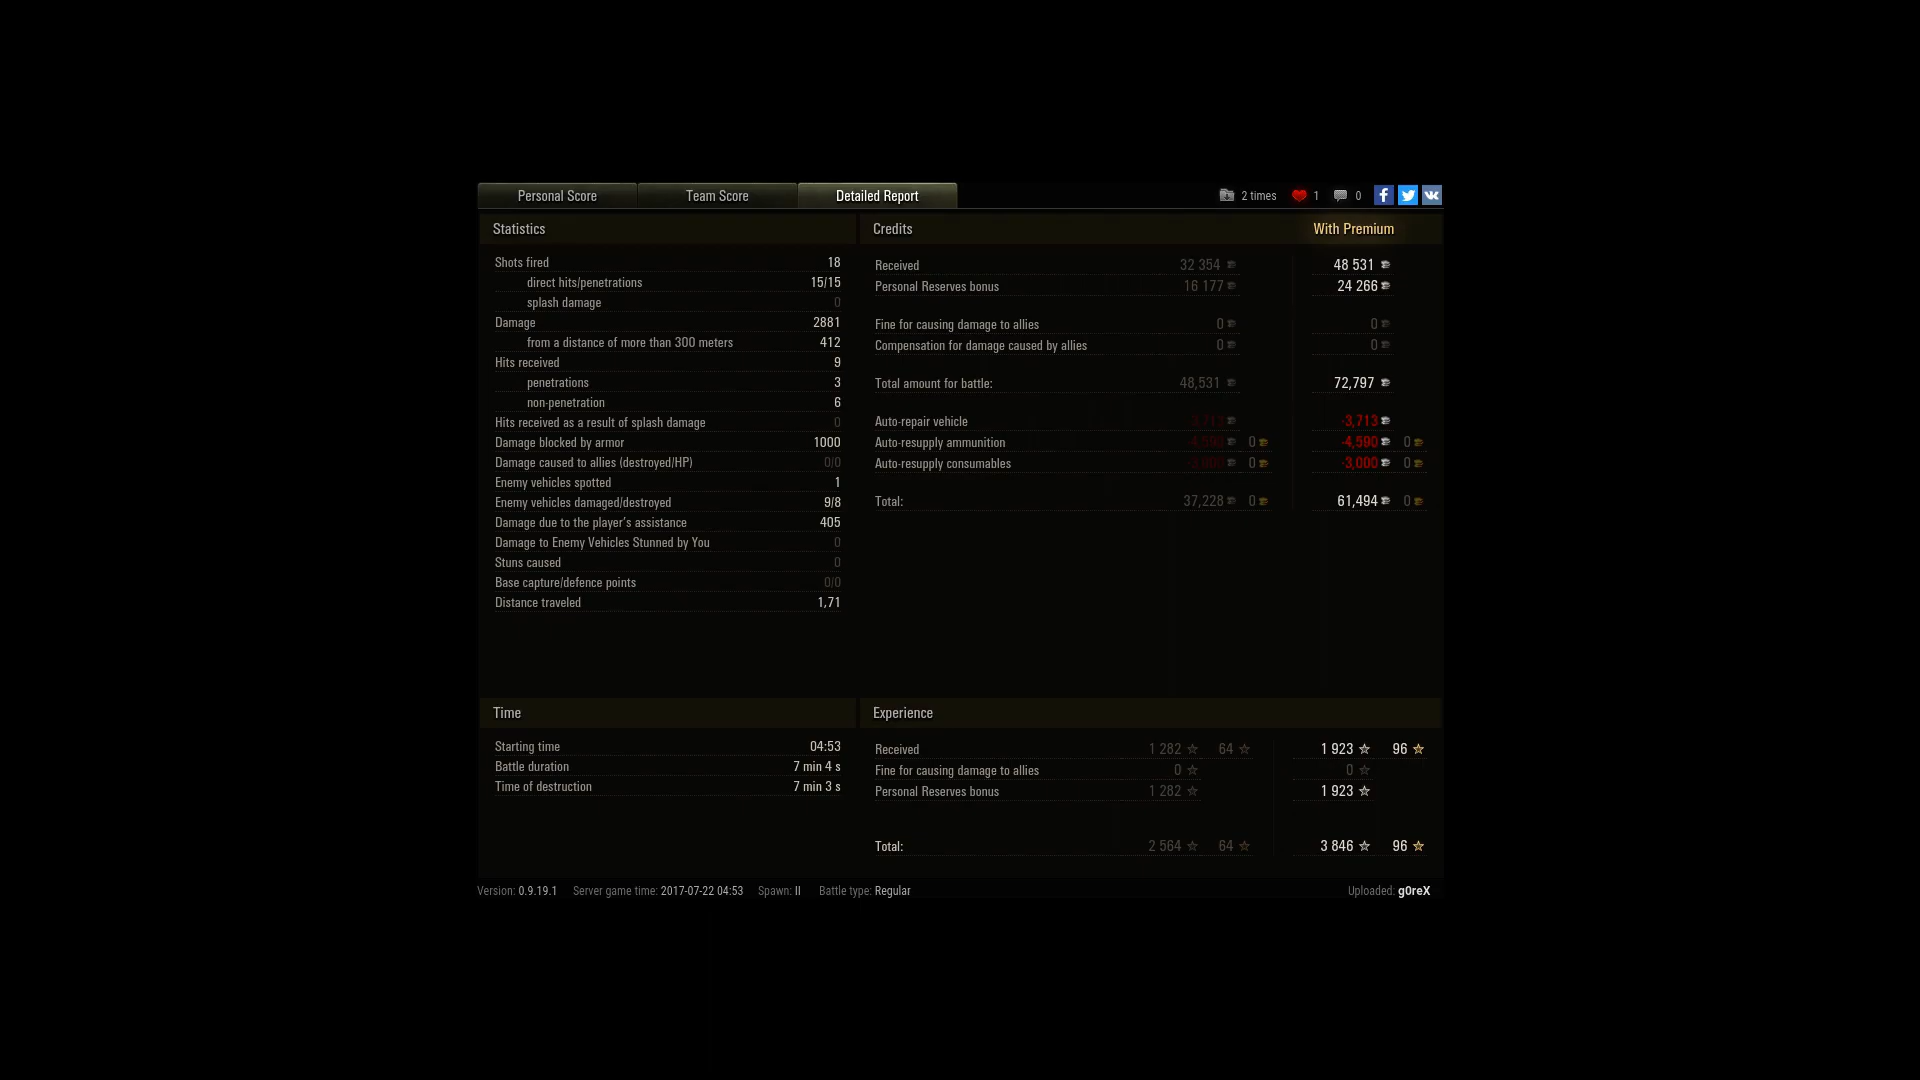 Personal Score Team Score Detailed Report 2 times 1 0
Statistics
Shots fired 18
direct hits/penetrations 15/15
splash damage 0
Damage 2881
from a distance of more than 300 meters 412
Hits received 9
penetrations 3
non-penetration 6
Hits received as a result of splash damage 0
Damage blocked by armor 1000
Damage caused to allies (destroyed/HP) 0/0
Enemy vehicles spotted 1
Enemy vehicles damaged/destroyed 9/8
Damage due to the player's assistance 405
Damage to Enemy Vehicles Stunned by You 0
Stuns caused 0
Base capture/defence points 0/0
Distance traveled 1,71
Credits With Premium
Received 32 354 48 531
Personal Reserves bonus 16 177 24 266
Fine for causing damage to allies 0 0
Compensation for damage caused by allies 0 0
Total amount for battle: 48,531 72,797
Auto-repair vehicle -3,713 -3,713
Auto-resupply ammunition -4,590 0 -4,590 0
Auto-resupply consumables -3,000 0 -3,000 0
Total: 37,228 0 61,494 0
Time
Starting time 04:53
Battle duration 7 min 4 s
Time of destruction 7 min 3 s
Experience
Received 1 282 64 1 923 96
Fine for causing damage to allies 0 0
Personal Reserves bonus 1 282 1 923
Total: 2 564 64 3 846 96
Version: 0.9.19.1 Server game time: 2017-07-22 04:53 Spawn: II Battle type: Regular Uploaded: g0reX